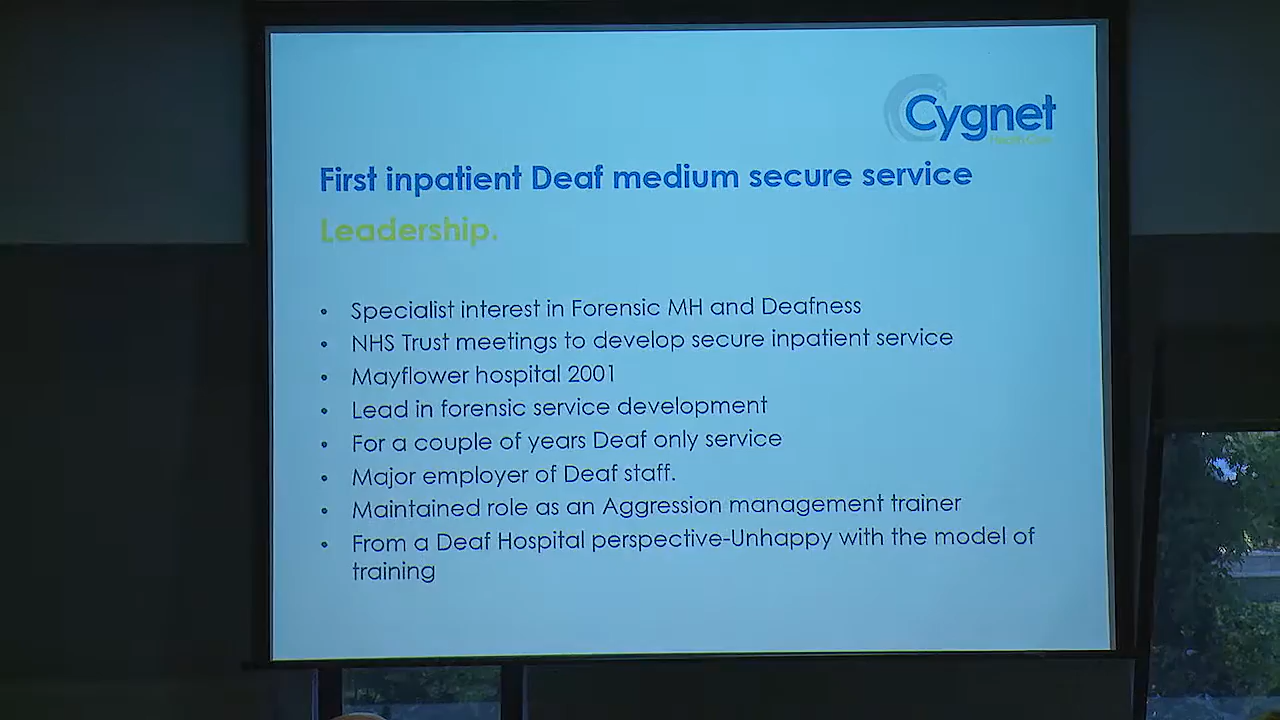 Cygnet
Health Care
First inpatient Deaf medium secure service
Leadership.
• Specialist interest in Forensic MH and Deafness
• NHS Trust meetings to develop secure inpatient service
• Mayflower hospital 2001
• Lead in forensic service development
• For a couple of years Deaf only service
• Major employer of Deaf staff.
• Maintained role as an Aggression management trainer
• From a Deaf Hospital perspective-Unhappy with the model of
training